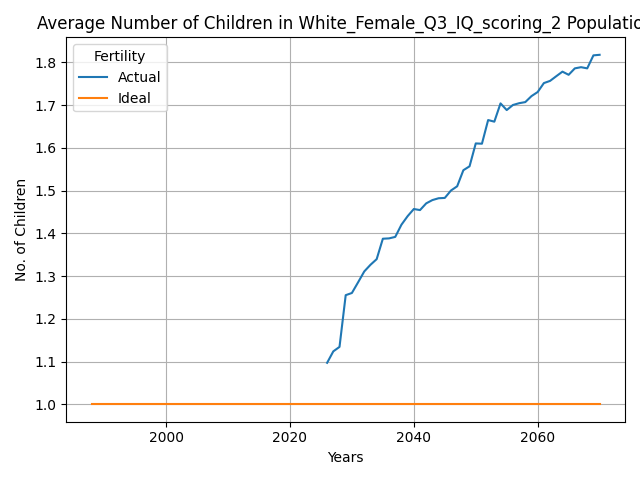 Average Number of Children in White_Female_Q3_IQ_scoring_2 Populatio
Fertility
Actual
Ideal
No. of Children
1.8
1.7
1.6
1.5
1.4
1.3
1.2
1.1
1.0
2000 2020 2040 2060
Years